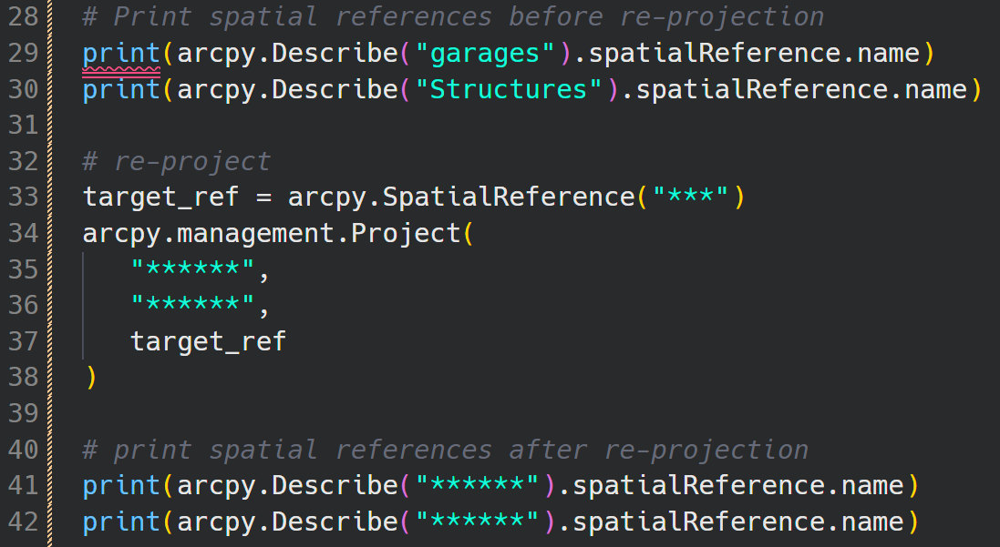 28 # Print spatial references before re-projection
29 print(arcpy.Describe("garages").spatialReference.name)
30 print(arcpy.Describe("Structures").spatialReference.name)
31
32 # re-project
33 target_ref = arcpy.SpatialReference("***")
34 arcpy.management.Project(
35 "******",
36 "******",
37 target_ref
38 )
39
40 # print spatial references after re-projection
41 print(arcpy.Describe("******").spatialReference.name)
42 print(arcpy.Describe("******").spatialReference.name)